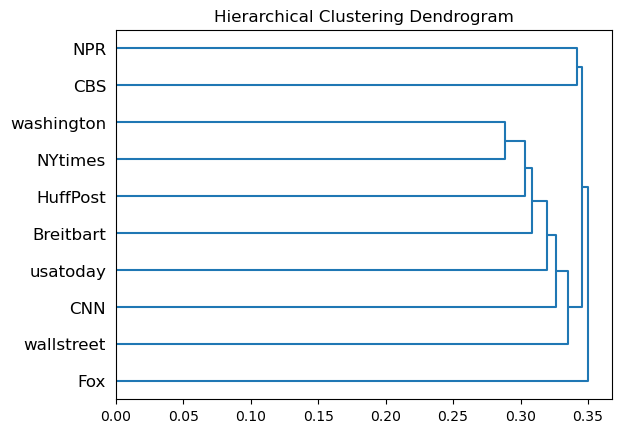 Hierarchical Clustering Dendrogram
NPR
CBS
washington
NYtimes
HuffPost
Breitbart
usatoday
CNN
wallstreet
Fox
0.00 0.05 0.10 0.15 0.20 0.25 0.30 0.35